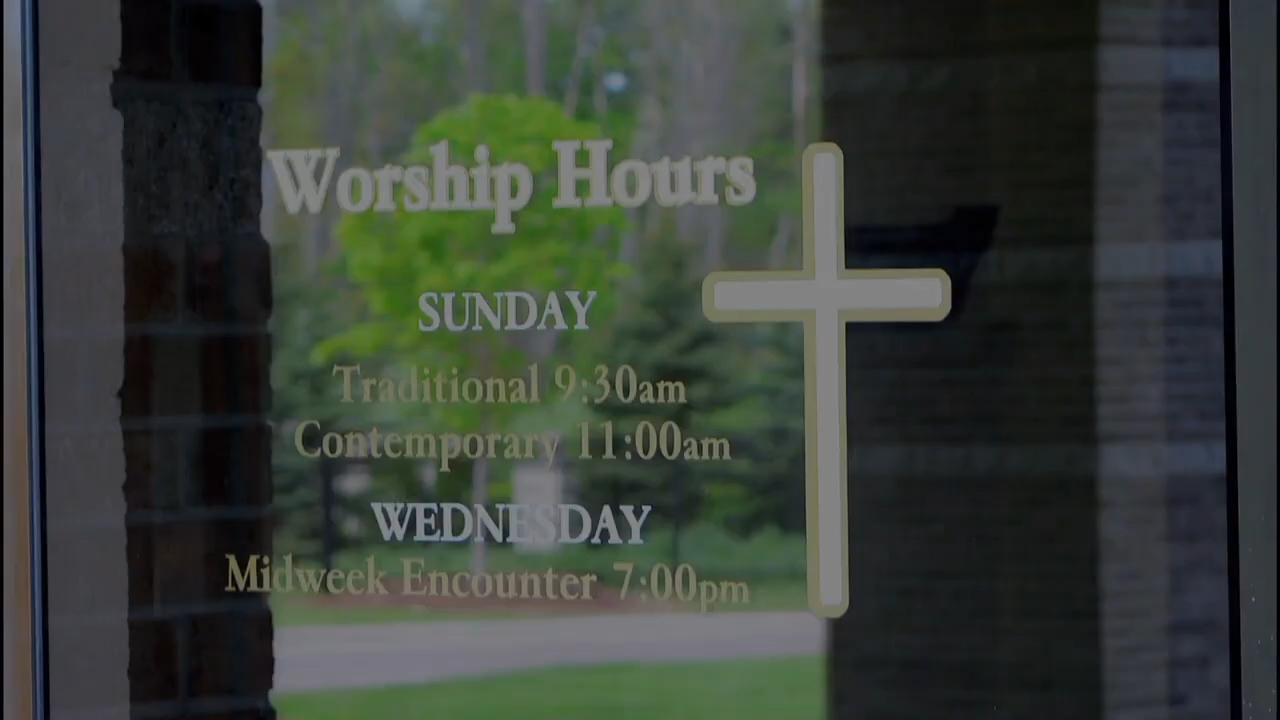 Worship Hours
SUNDAY
Traditional 9:30am
Contemporary 11:00am
WEDNESDAY
Midweek Encounter 7:00pm